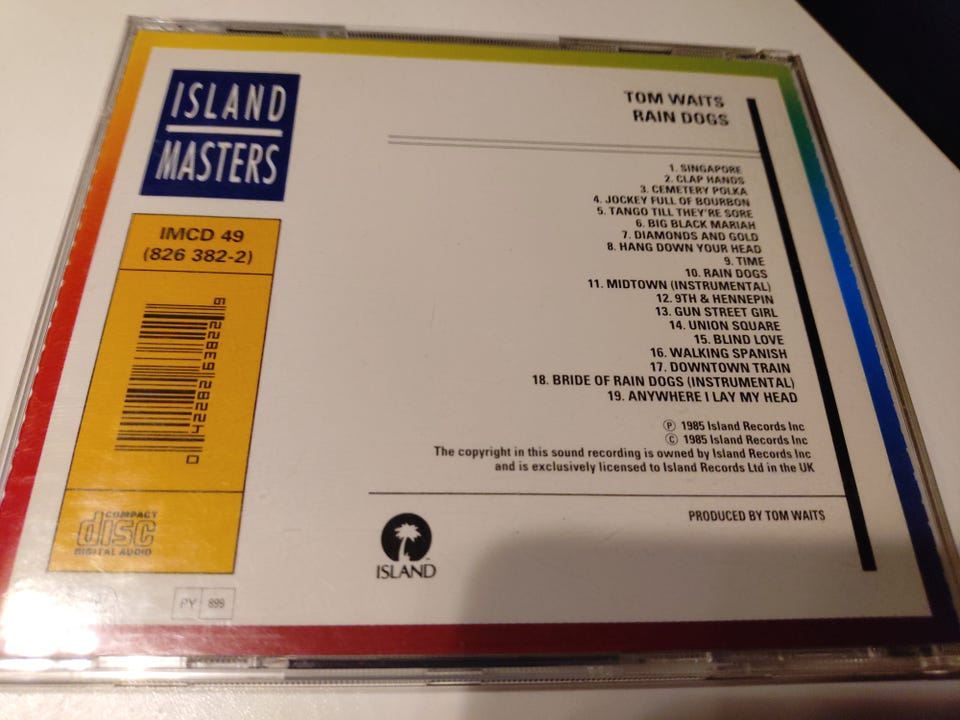 ISLAND
MASTERS
IMCD 49
(826 382-2)
COMPACT
disc
DIGITAL AUDIO
PY 899
TOM WAITS
RAIN DOGS
1. SINGAPORE
2. CLAP HANDS
3. CEMETERY POLKA
4. JOCKEY FULL OF BOURBON
5. TANGO TILL THEY'RE SORE
6. BIG BLACK MARIAH
7. DIAMONDS AND GOLD
8. HANG DOWN YOUR HEAD
9. TIME
10. RAIN DOGS
11. MIDTOWN (INSTRUMENTAL)
12. 9TH & HENNEPIN
13. GUN STREET GIRL
14. UNION SQUARE
15. BLIND LOVE
16. WALKING SPANISH
17. DOWNTOWN TRAIN
18. BRIDE OF RAIN DOGS (INSTRUMENTAL)
19. ANYWHERE I LAY MY HEAD
Ⓟ 1985 Island Records Inc
© 1985 Island Records Inc
The copyright in this sound recording is owned by Island Records Inc
and is exclusively licensed to Island Records Ltd in the UK
PRODUCED BY TOM WAITS
ISLAND